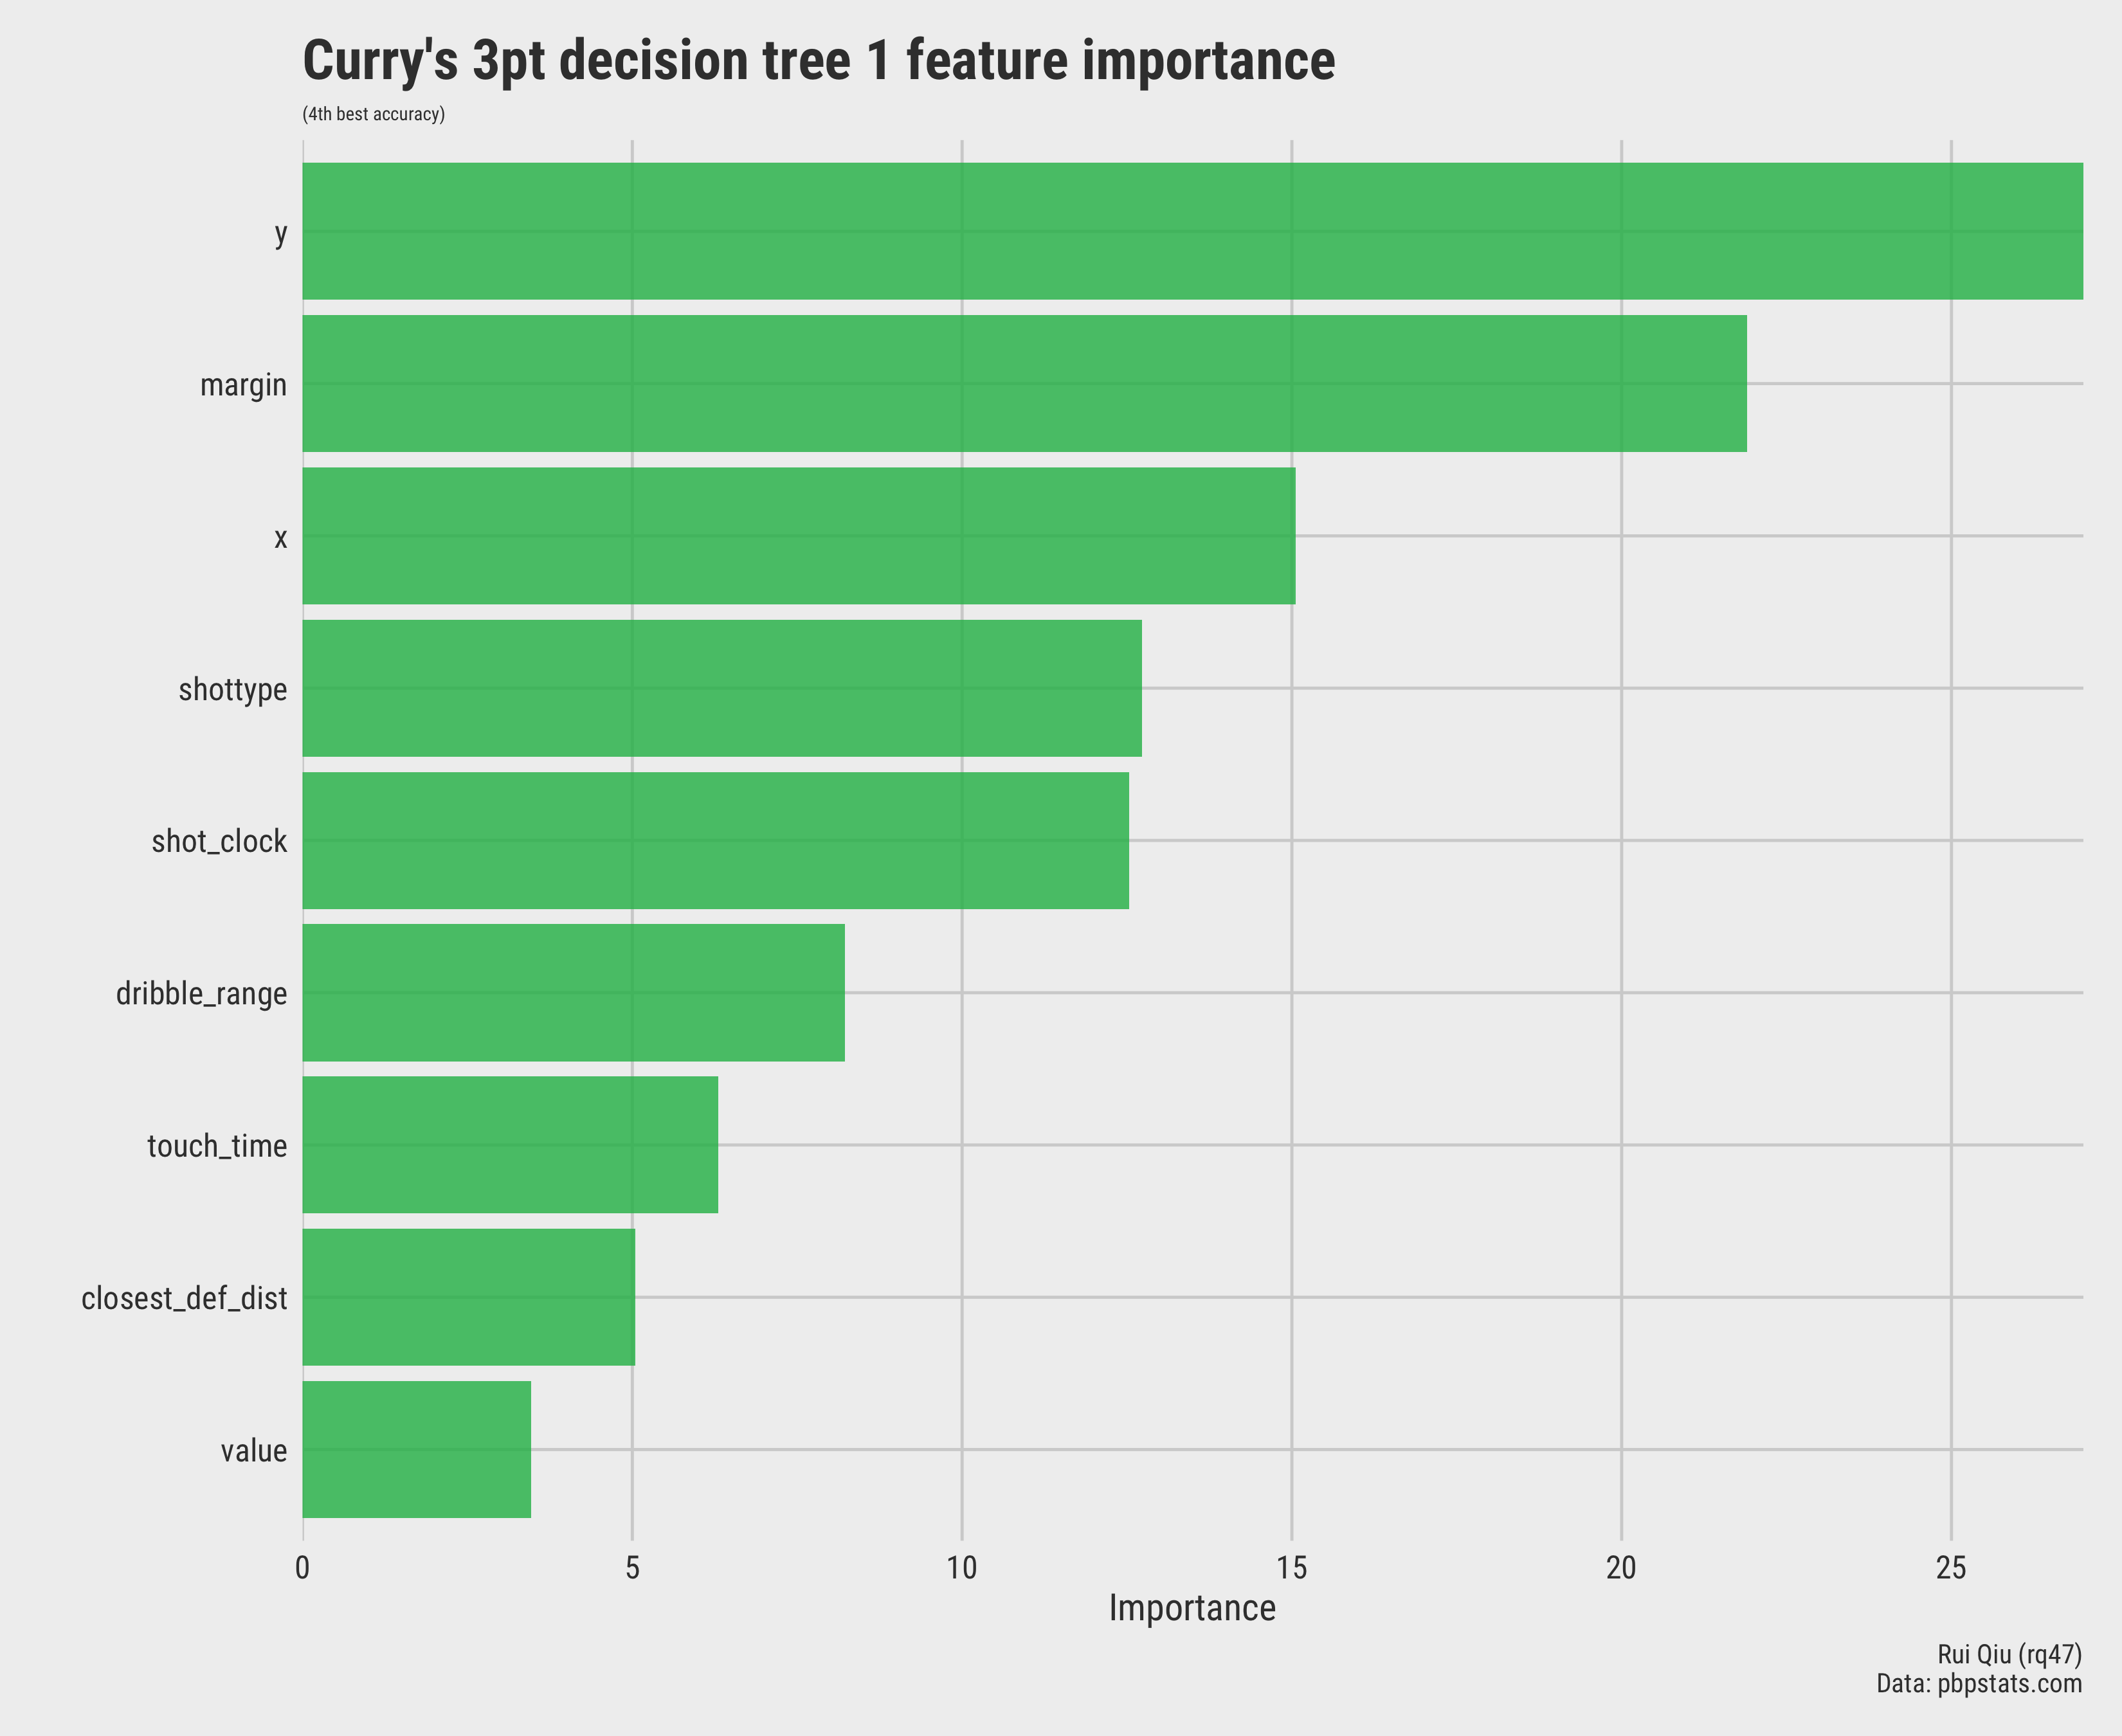 Curry's 3pt decision tree 1 feature importance
(4th best accuracy)
y
margin
x
shottype
shot_clock
dribble_range
touch_time
closest_def_dist
value
0 5 10 15 20 25
Importance
Rui Qiu (rq47)
Data: pbpstats.com